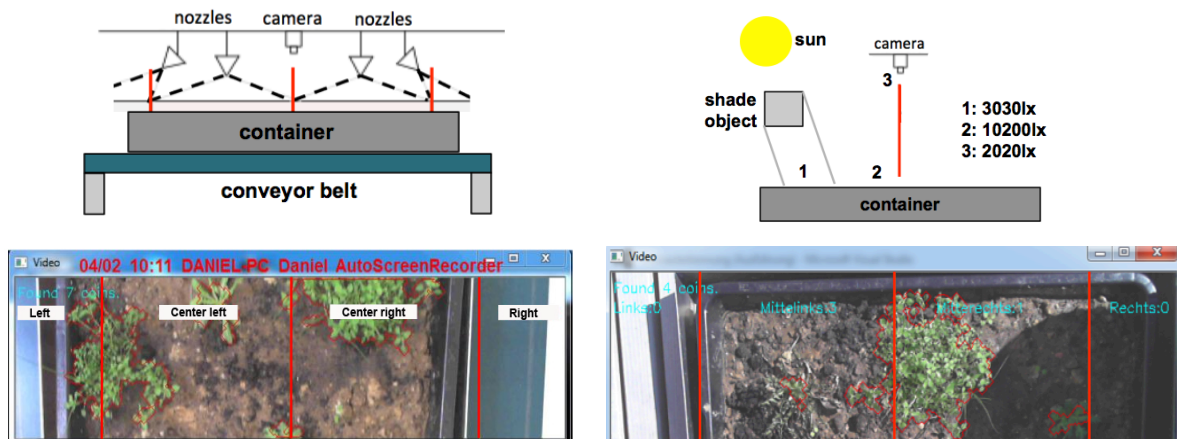 nozzles camera nozzles
container
conveyor belt
sun
camera
3
shade
object
1: 3030lx
2: 10200lx
3: 2020lx
1
2
container
Video 04/02 10:11 DANIEL-PC Daniel AutoScreenRecorder
Found 7 coins.
Left Center left Center right Right
Video
Found 4 coins.
Links:0 Mittelinks:3 Mitterechts:1 Rechts:0